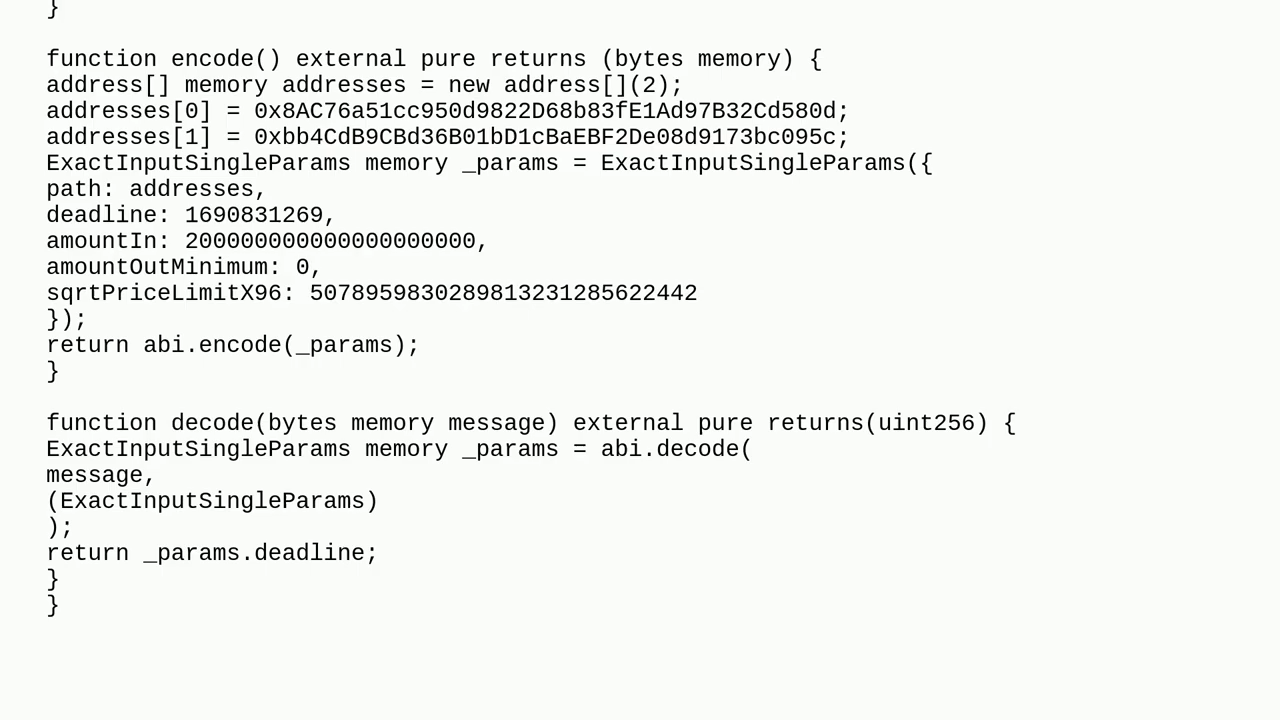 }
function encode() external pure returns (bytes memory) {
address[] memory addresses = new address[](2);
addresses[0] = 0x8AC76a51cc950d9822D68b83fE1Ad97B32Cd580d;
addresses[1] = 0xbb4CdB9CBd36B01bD1cBaEBF2De08d9173bc095c;
ExactInputSingleParams memory _params = ExactInputSingleParams({
path: addresses,
deadline: 1690831269,
amountIn: 200000000000000000000,
amountOutMinimum: 0,
sqrtPriceLimitX96: 5078959830289813231285622442
});
return abi.encode(_params);
}
function decode(bytes memory message) external pure returns(uint256) {
ExactInputSingleParams memory _params = abi.decode(
message,
(ExactInputSingleParams)
);
return _params.deadline;
}
}